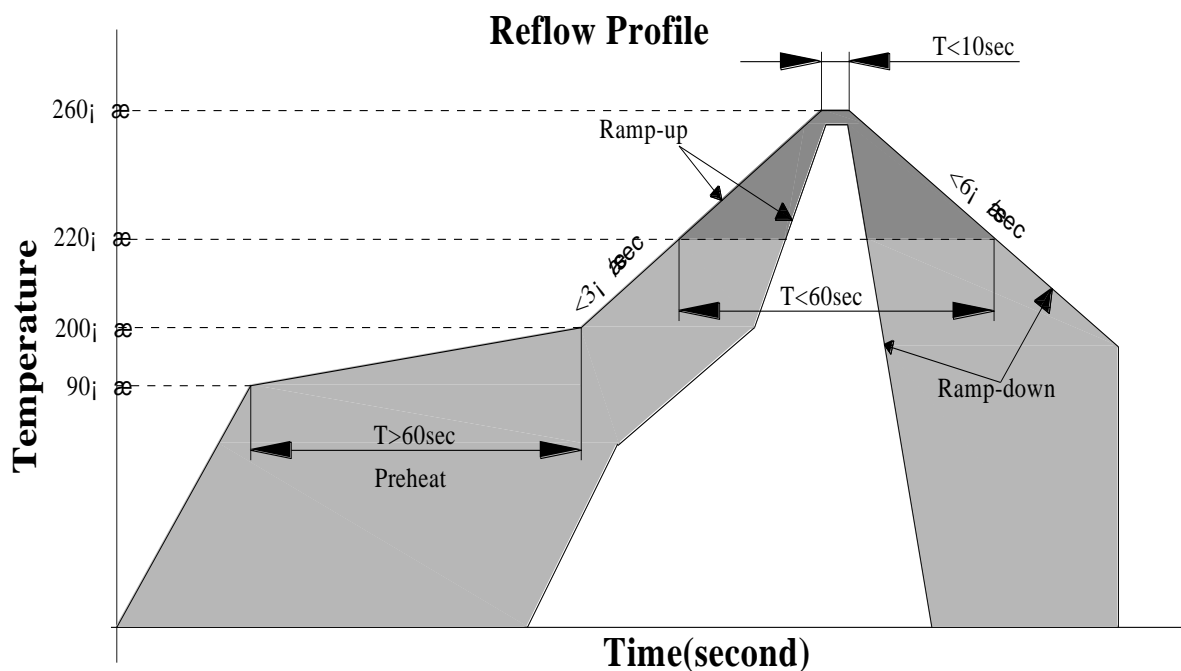 Reflow Profile
T<10sec
260¡æ
Ramp-up
<6¡æ/sec
220¡æ
<3¡æ/sec
T<60sec
200¡æ
90¡æ
Ramp-down
T>60sec
Preheat
Temperature
Time(second)